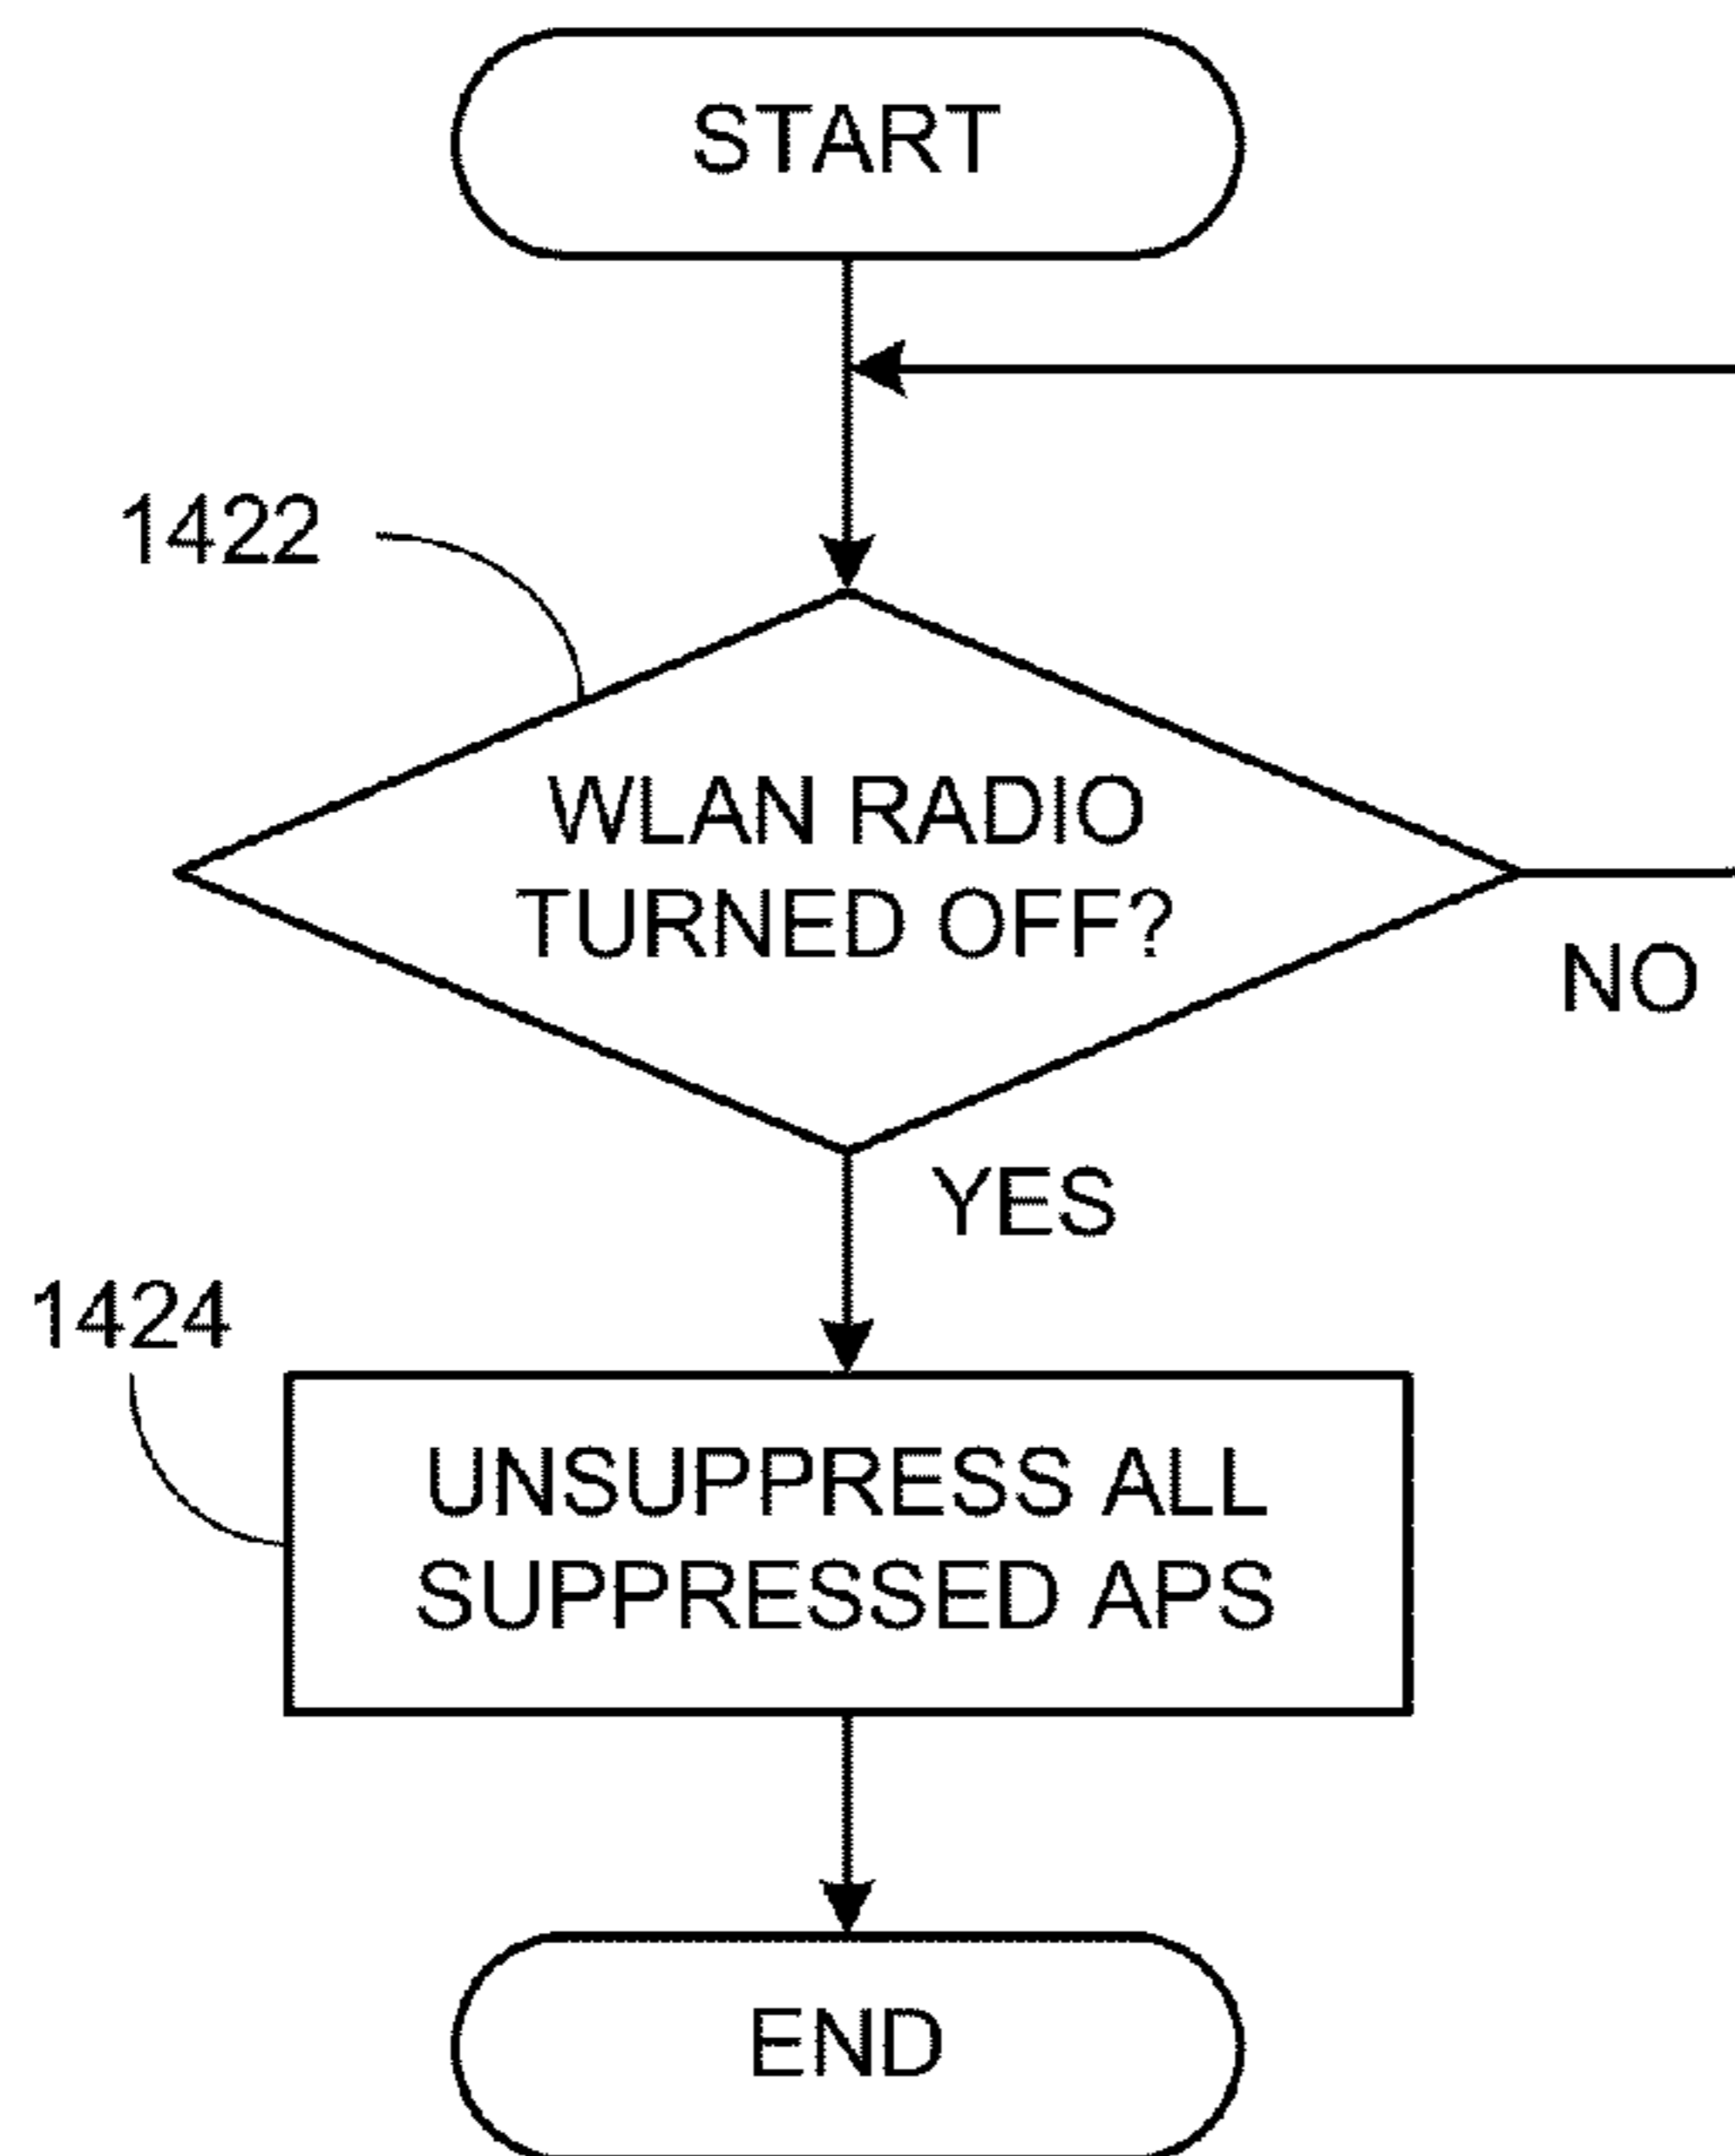 START
1422
WLAN RADIO
TURNED OFF?
NO
YES
1424
UNSUPPRESS ALL
SUPPRESSED APS
END